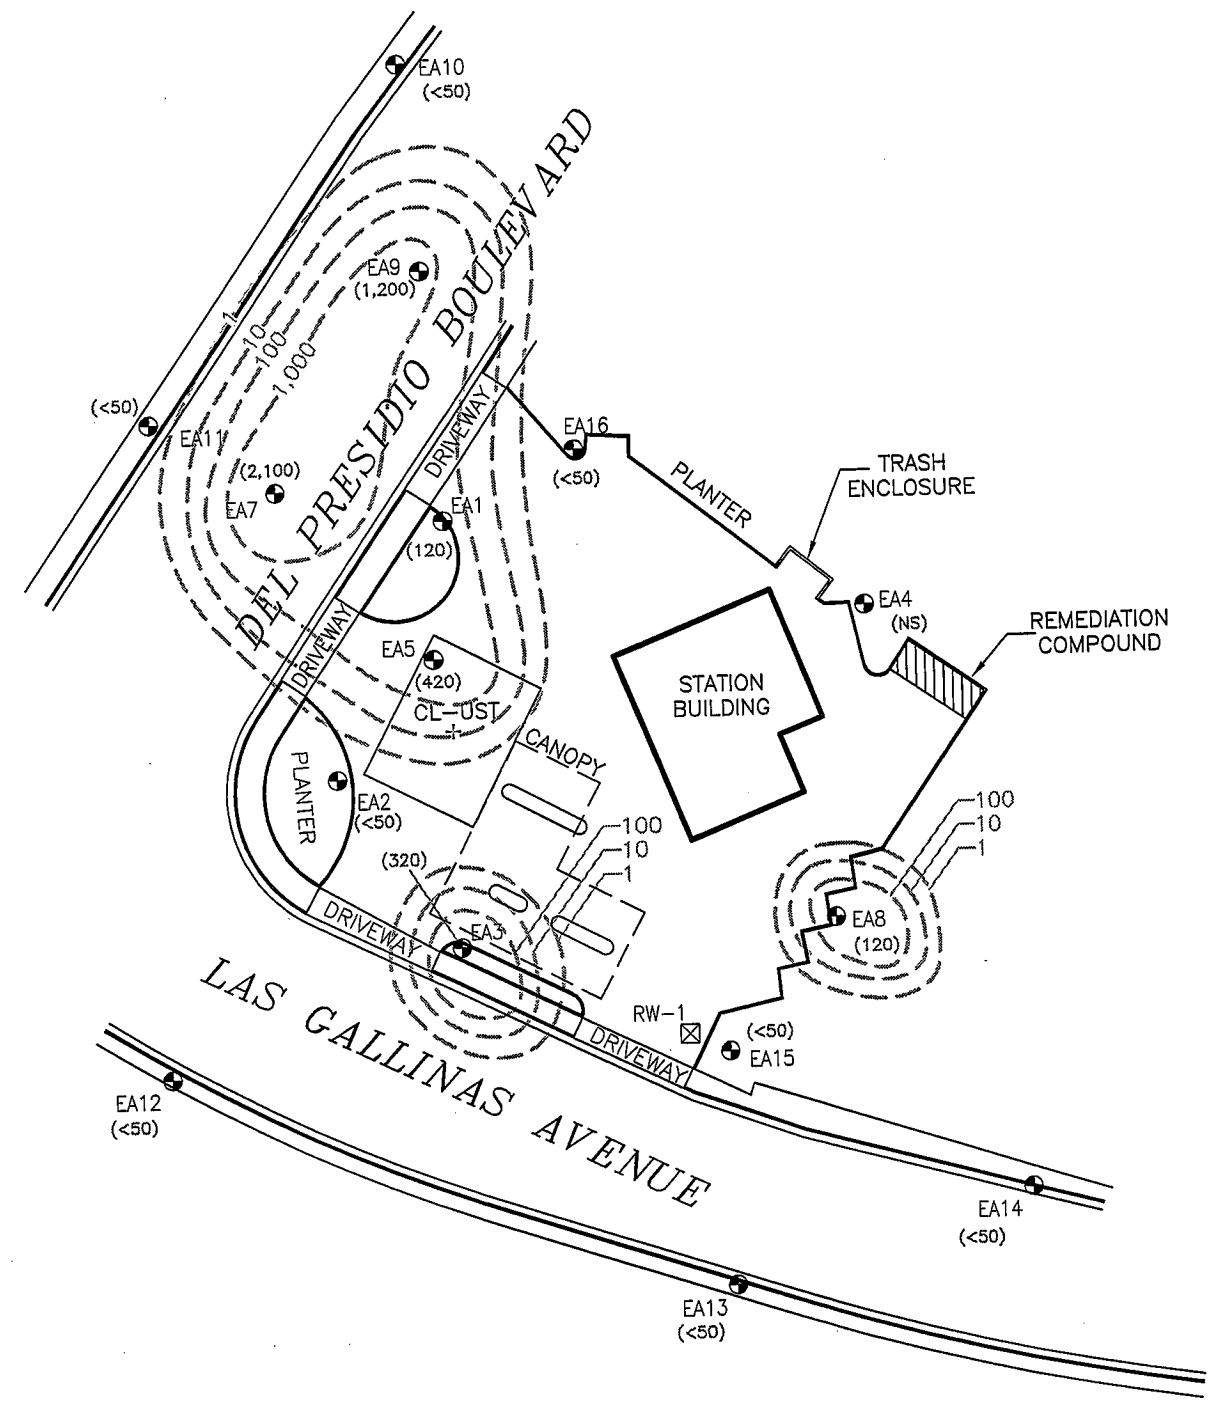 EA10
(<50)
DEL PRESIDIO BOULEVARD
EA9
(1,200)
1
10
100
1,000
(<50)
EA11
(2,100)
EA7
DRIVEWAY
EA16
(<50)
PLANTER
TRASH
ENCLOSURE
EA1
(120)
EA4
(NS)
REMEDIATION
COMPOUND
DRIVEWAY
EA5
(420)
CL-UST
STATION
BUILDING
CANOPY
PLANTER
EA2
(<50)
100
10
1
100
10
1
(320)
EA3
DRIVEWAY
EA8
(120)
LAS GALLINAS AVENUE
RW-1
DRIVEWAY
(<50)
EA15
EA12
(<50)
EA14
(<50)
EA13
(<50)